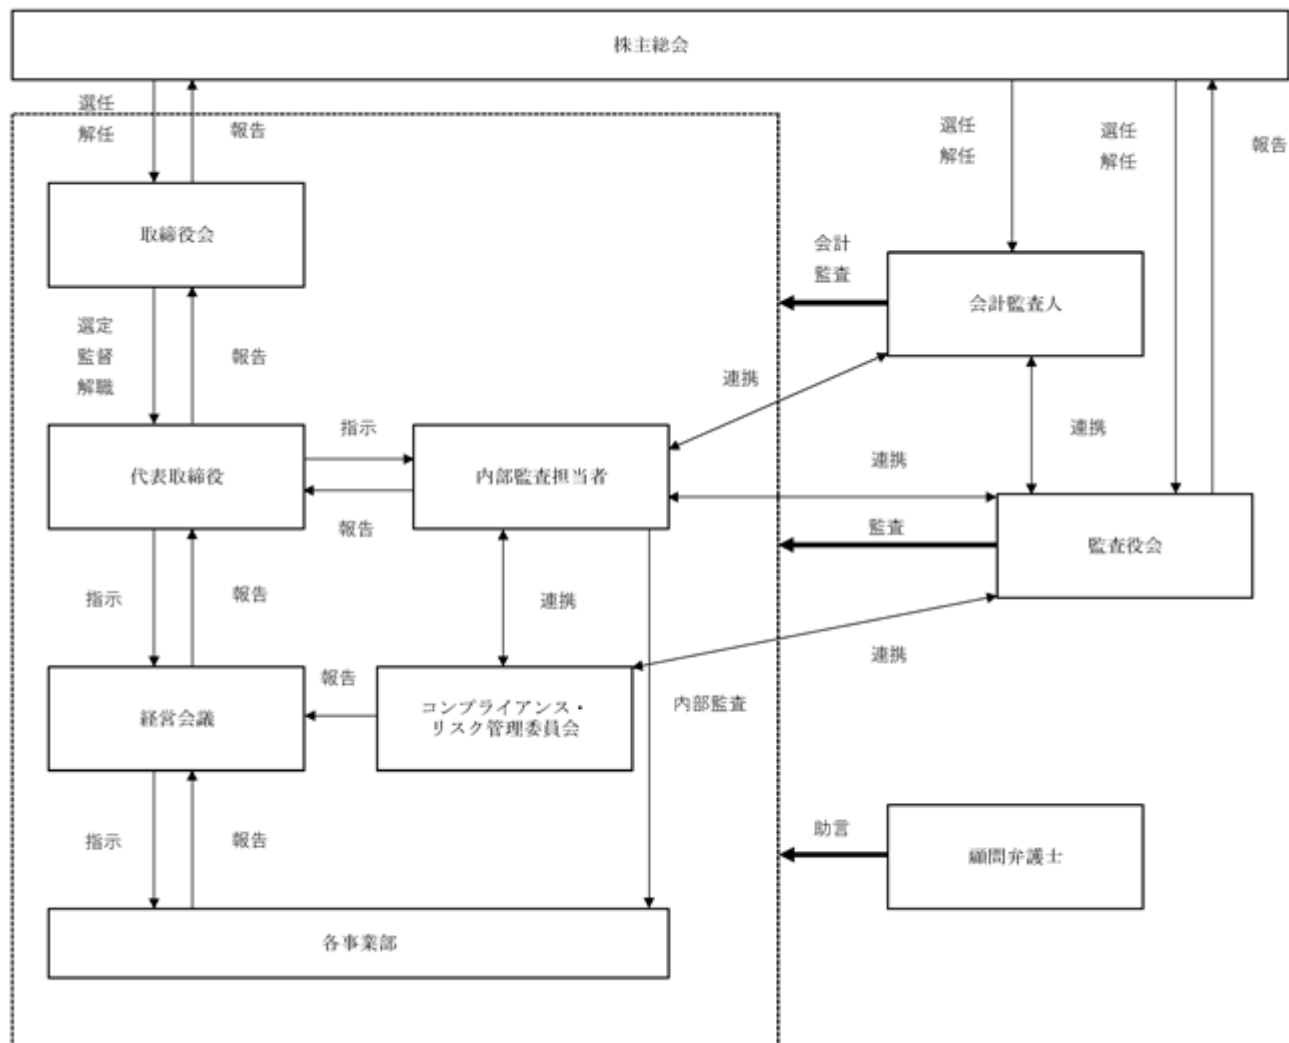 株主総会
選任
解任
報告
選任
解任
選任
解任
報告
取締役会
会計
監査
会計監査人
選定
監督
解職
報告
連携
連携
指示
代表取締役
内部監査担当者
報告
連携
監査
監査役会
指示
報告
連携
連携
報告
経営会議
コンプライアンス・
リスク管理委員会
内部監査
指示
報告
助言
顧問弁護士
各事業部